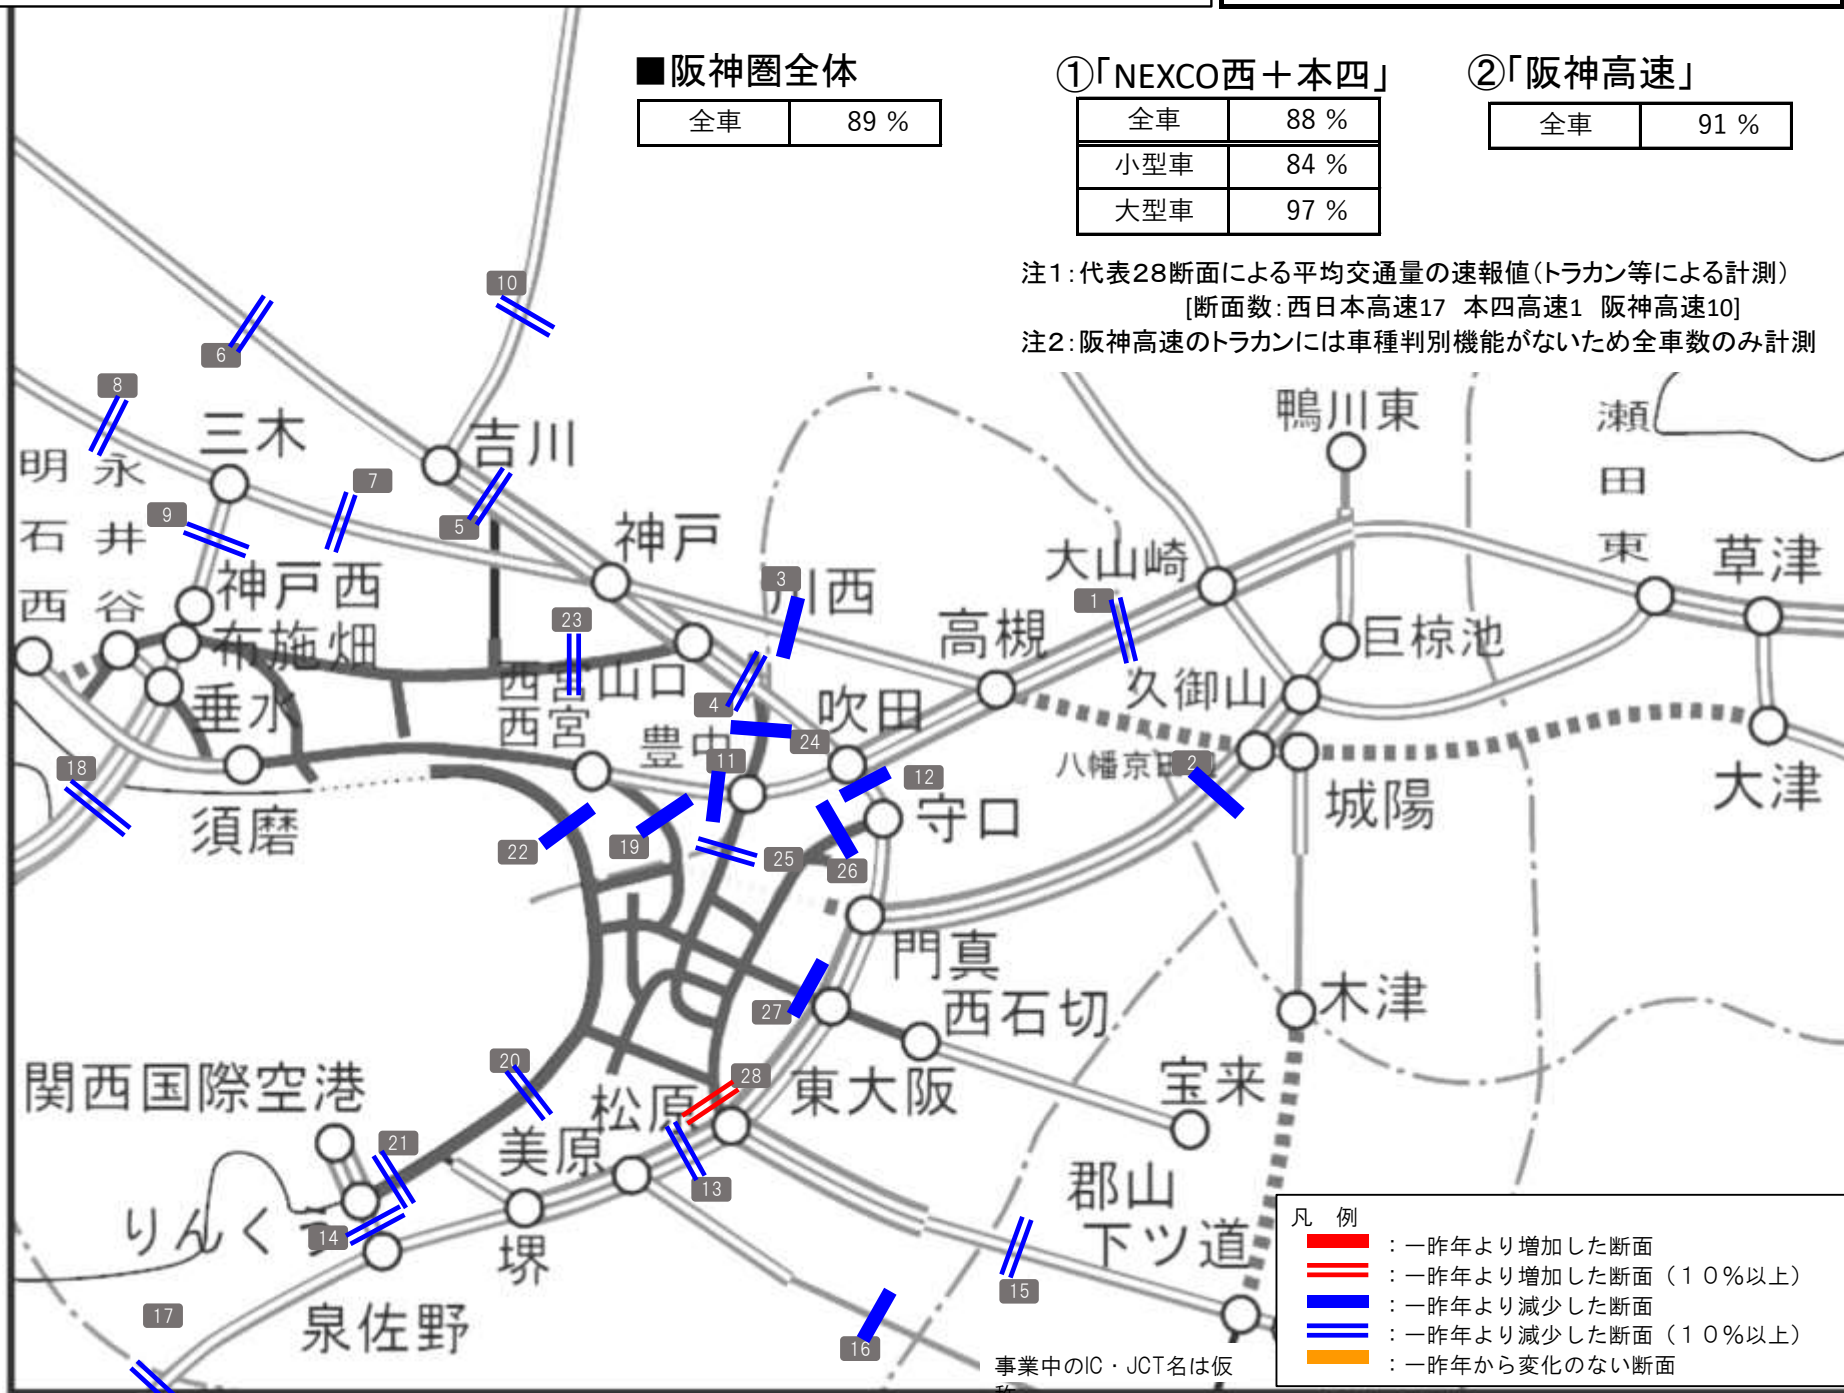 ■阪神圏全体
全車 89 %
①「NEXCO西＋本四」
全車 88 %
小型車 84 %
大型車 97 %
②「阪神高速」
全車 91 %
注1：代表28断面による平均交通量の速報値（トラカン等による計測）
[断面数：西日本高速17 本四高速1 阪神高速10]
注2：阪神高速のトラカンには車種判別機能がないため全車数のみ計測
10
6
8
三木
吉川
鴨川東
瀬田東
明石西
永井谷
7
9
5
神戸
大山崎
草津
神戸西
布施畑
23
3
川西
1
高槻
巨椋池
西宮山口
西宮
4
吹田
久御山
垂水
豊中
24
11
12
八幡京田
2
18
須磨
守口
城陽
大津
22
19
25
26
門真
27
西石切
木津
関西国際空港
20
松原
28
東大阪
宝来
21
美原
13
郡山
下ツ道
りんくう
14
堺
15
17
泉佐野
16
事業中のIC・JCT名は仮
凡 例
：一昨年より増加した断面
：一昨年より増加した断面（１０％以上）
：一昨年より減少した断面
：一昨年より減少した断面（１０％以上）
：一昨年から変化のない断面